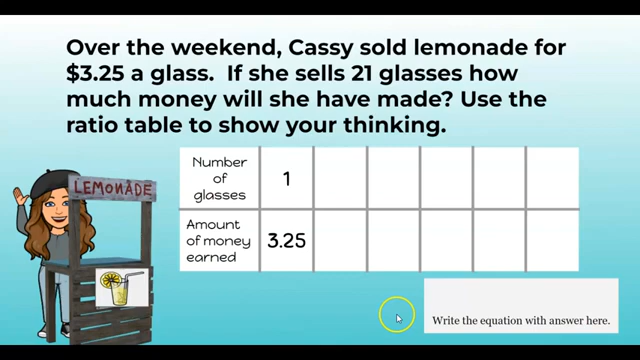 Over the weekend, Cassy sold lemonade for
$3.25 a glass. If she sells 21 glasses how
much money will she have made? Use the
ratio table to show your thinking.
LEMONADE
Number
of
glasses
1
Amount
of money
earned
3.25
Write the equation with answer here.